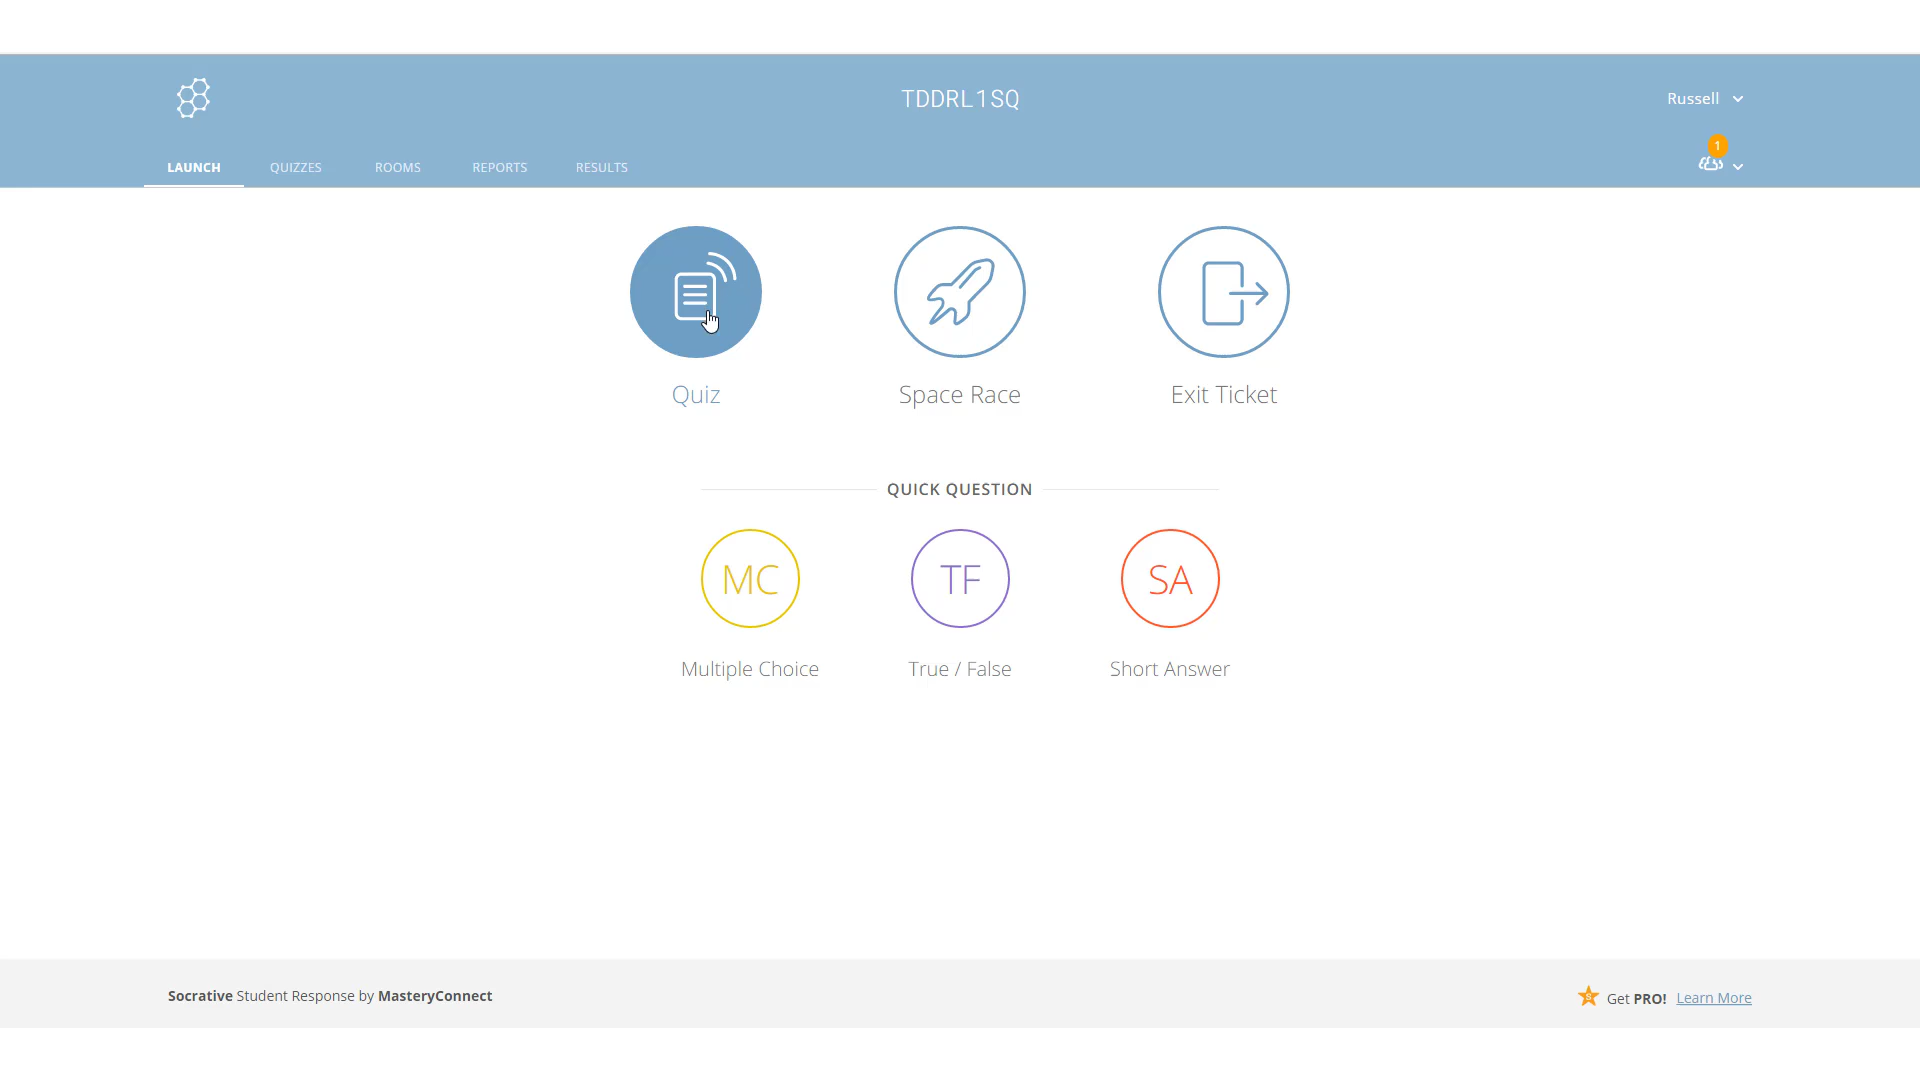 TDDRL1SQ
Russell
1
LAUNCH QUIZZES ROOMS REPORTS RESULTS
Quiz Space Race Exit Ticket
QUICK QUESTION
MC TF SA
Multiple Choice True / False Short Answer
Socrative Student Response by MasteryConnect
S Get PRO! Learn More